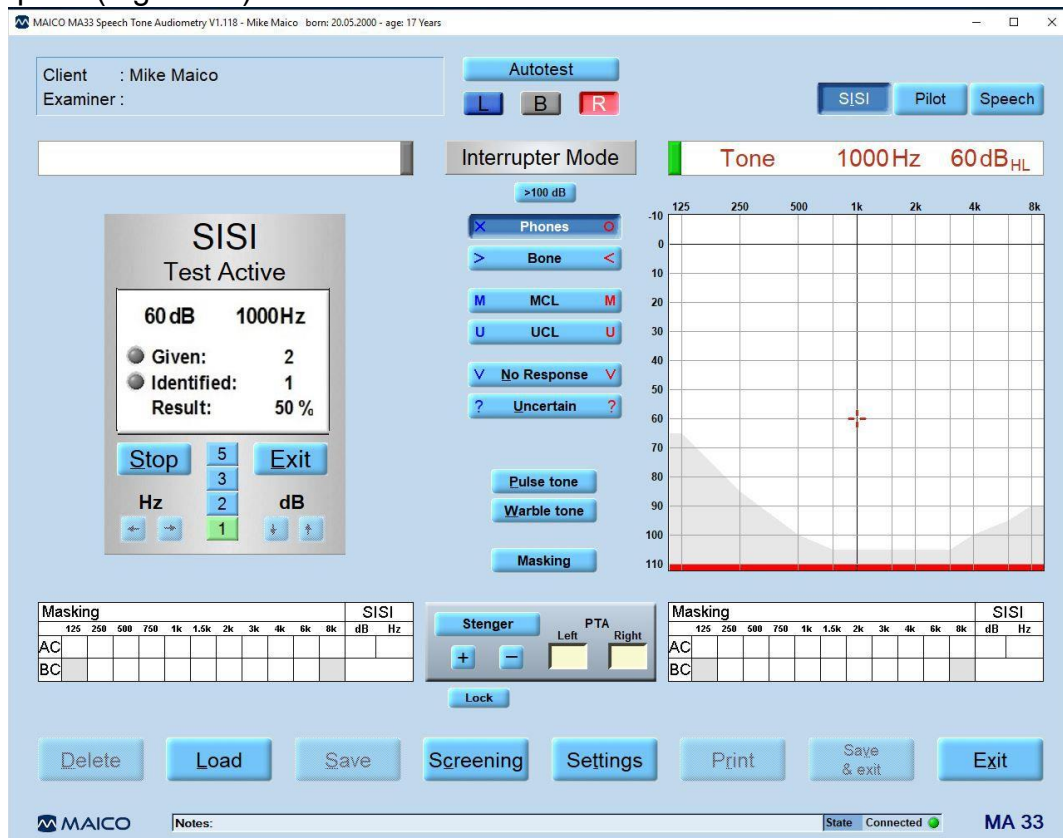 MAICO MA33 Speech Tone Audiometry V1.118 - Mike Maico born: 20.05.2000 - age: 17 Years
Client : Mike Maico
Examiner :
Autotest
L B R
SISI Pilot Speech
Interrupter Mode
Tone 1000Hz 60dBHL
>100 dB
X Phones O
> Bone <
M MCL M
U UCL U
V No Response V
? Uncertain ?
Pulse tone
Warble tone
Masking
SISI
Test Active
60dB 1000Hz
Given: 2
Identified: 1
Result: 50 %
Stop 5 Exit
3
Hz 2 dB
1
125 250 500 1k 2k 4k 8k
-10
0
10
20
30
40
50
60
70
80
90
100
110
Masking SISI
125 250 500 750 1k 1.5k 2k 3k 4k 6k 8k dB Hz
AC
BC
Stenger PTA
Left Right
+ −
Lock
Masking SISI
125 250 500 750 1k 1.5k 2k 3k 4k 6k 8k dB Hz
AC
BC
Delete Load Save Screening Settings Print Save & exit Exit
MAICO Notes: State Connected MA 33